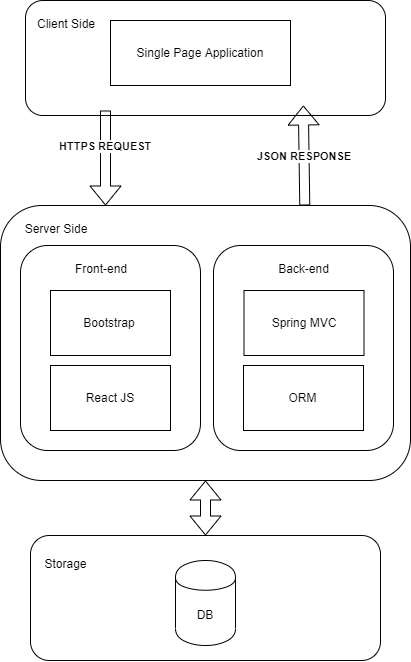 Client Side
Single Page Application
HTTPS REQUEST
JSON RESPONSE
Server Side
Front-end
Back-end
Bootstrap
Spring MVC
React JS
ORM
Storage
DB